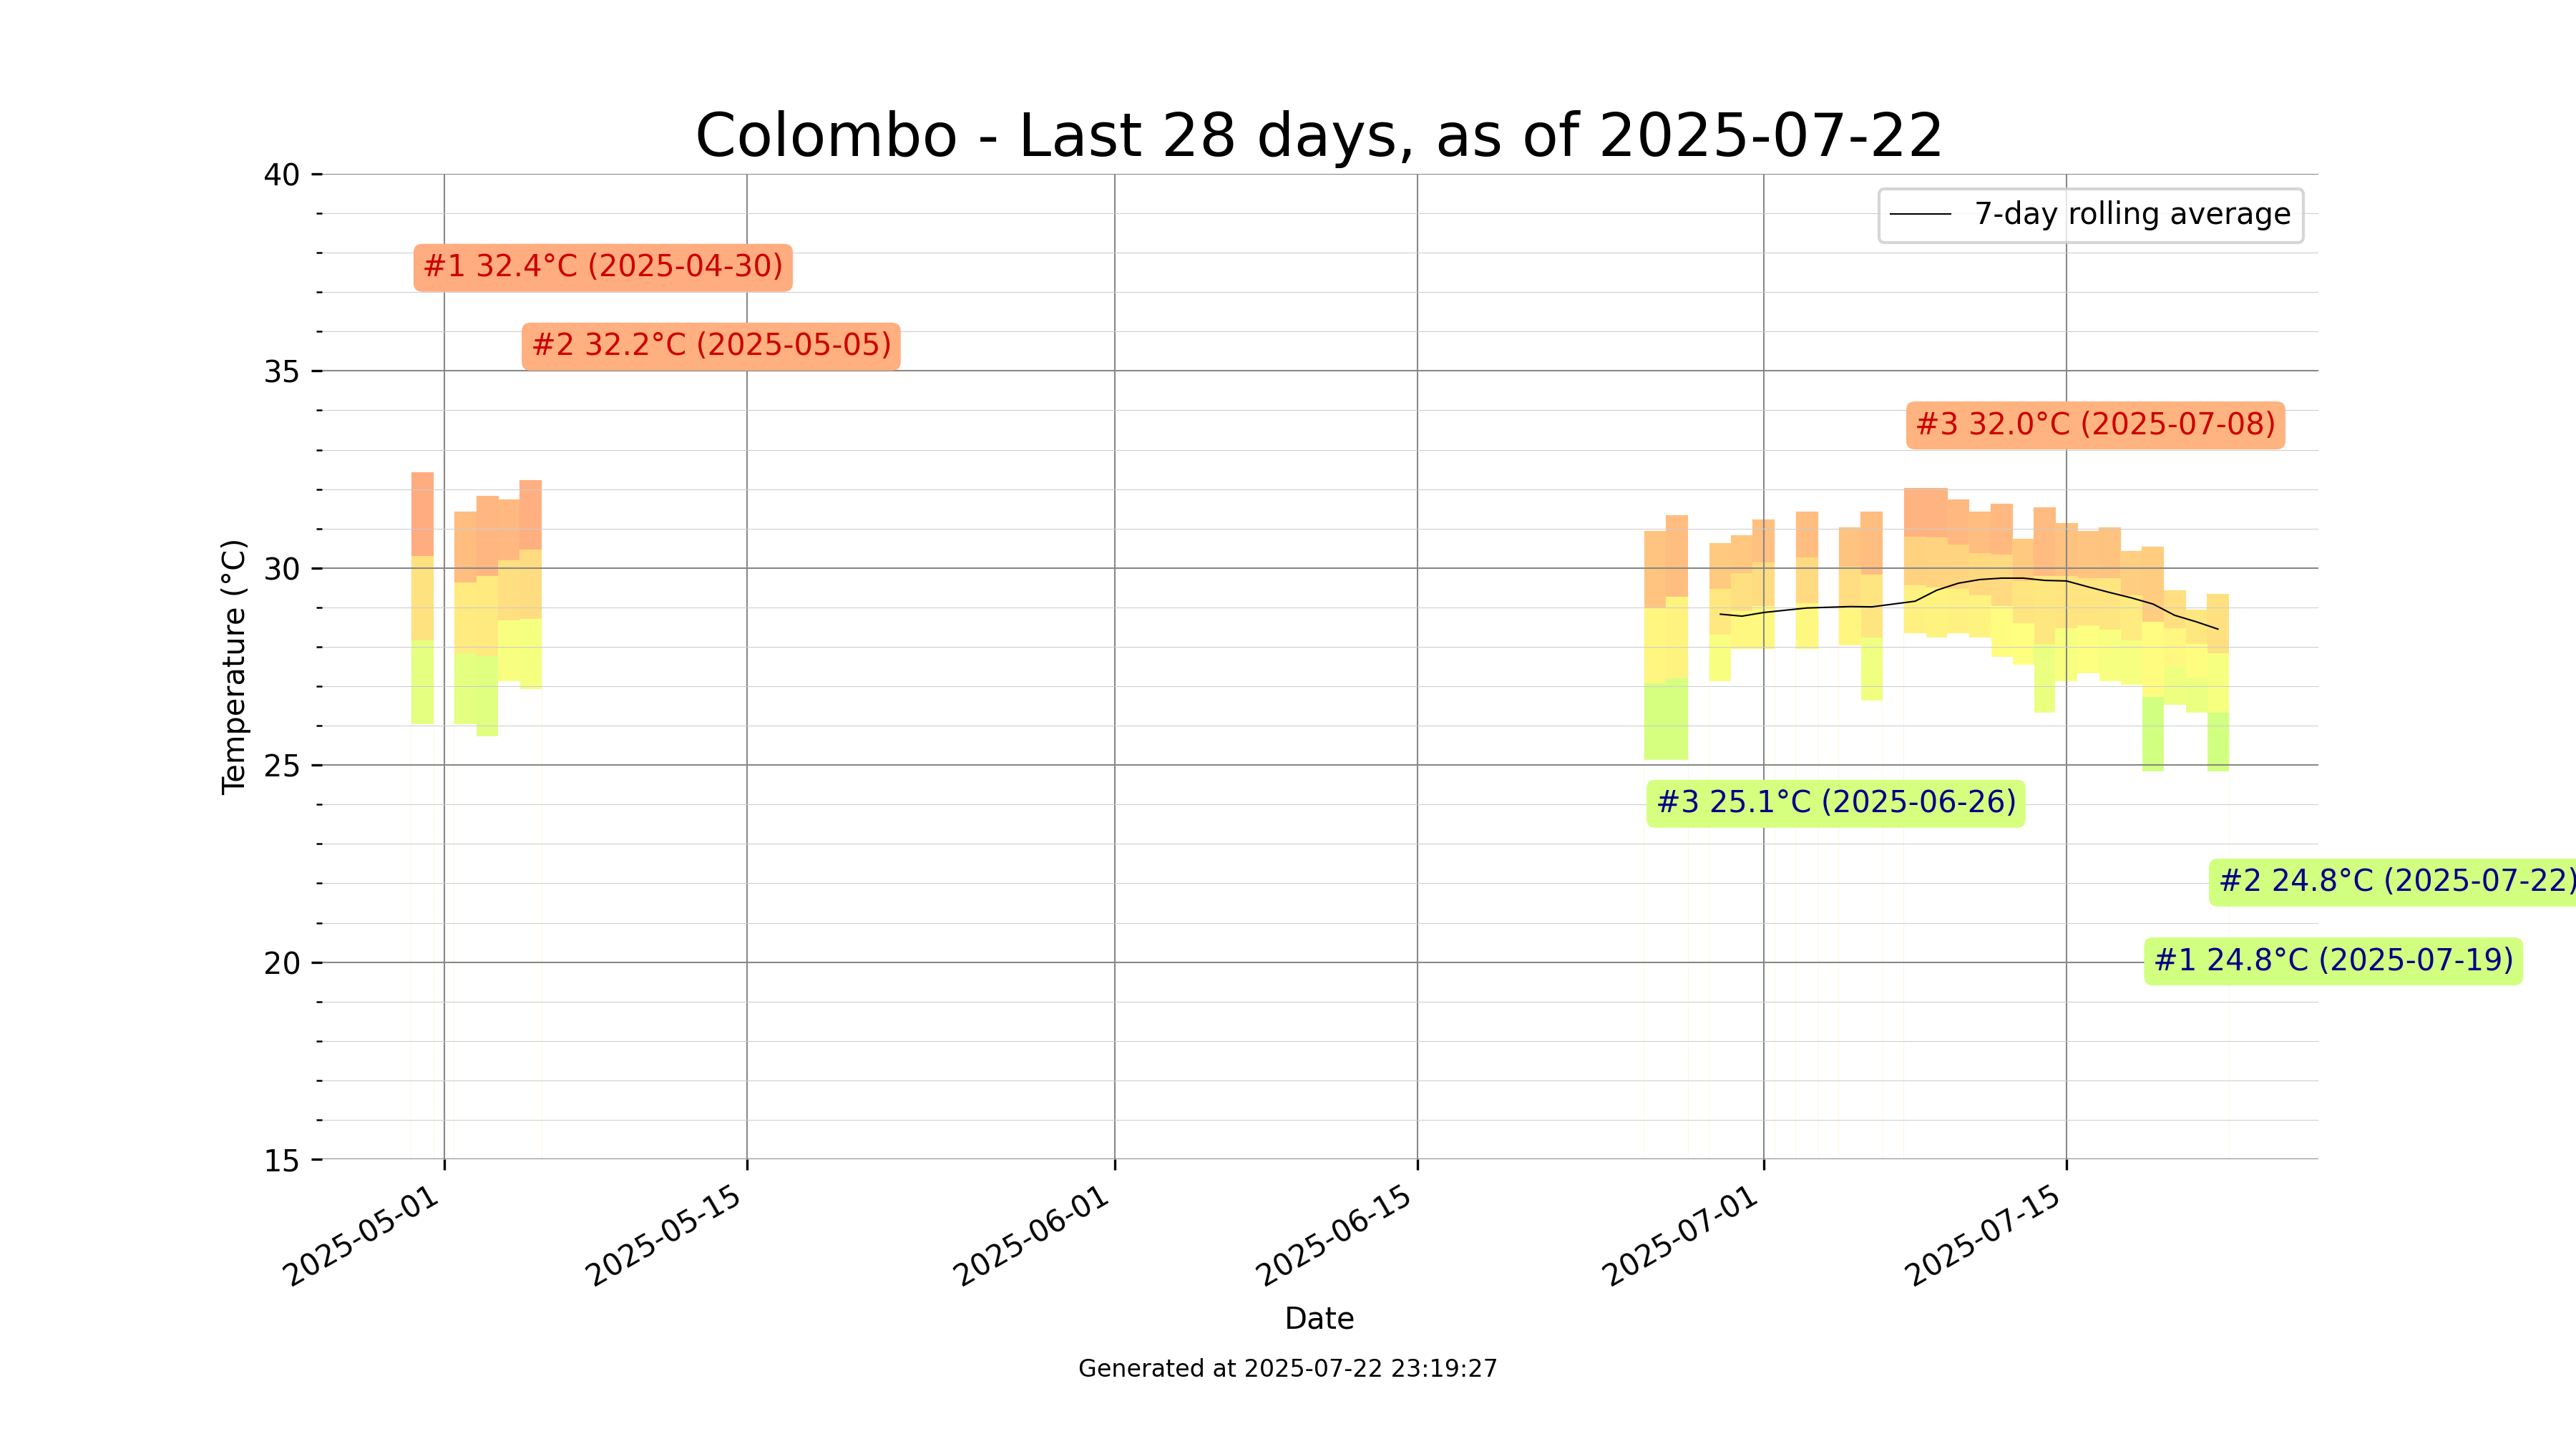 Colombo - Last 28 days, as of 2025-07-22
7-day rolling average
#1 32.4°C (2025-04-30)
#2 32.2°C (2025-05-05)
#3 32.0°C (2025-07-08)
#3 25.1°C (2025-06-26)
#2 24.8°C (2025-07-22)
#1 24.8°C (2025-07-19)
Temperature (°C)
40
35
30
25
20
15
2025-05-01
2025-05-15
2025-06-01
2025-06-15
2025-07-01
2025-07-15
Date
Generated at 2025-07-22 23:19:27